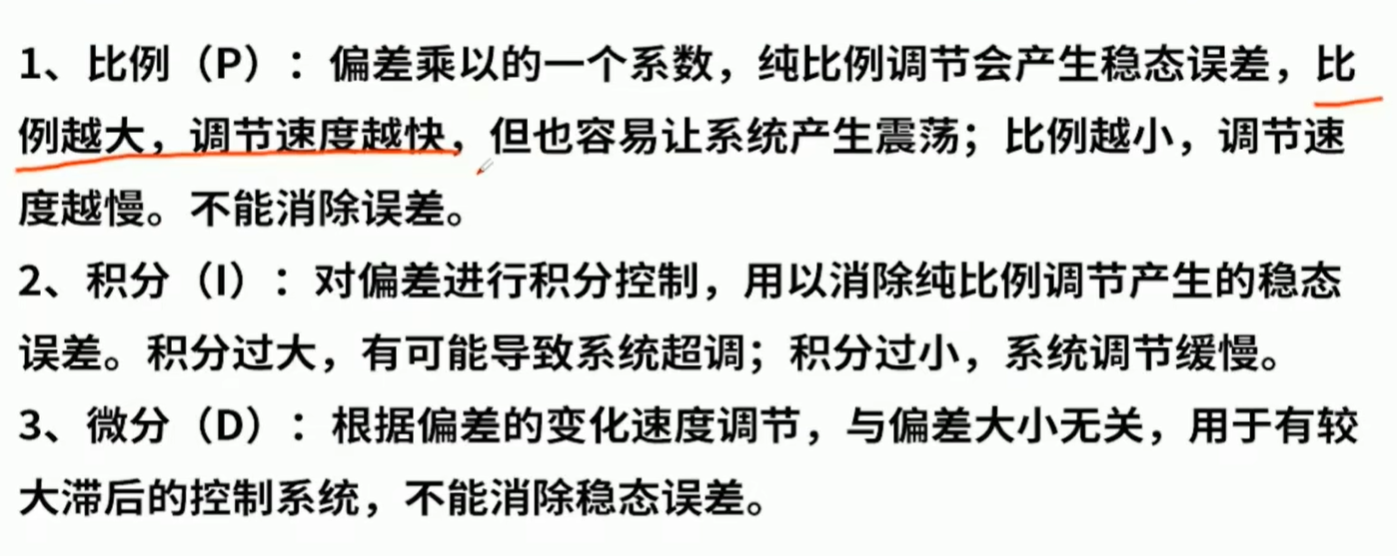 1、比例（P）：偏差乘以的一个系数，纯比例调节会产生稳态误差，比
例越大，调节速度越快，但也容易让系统产生震荡；比例越小，调节速
度越慢。不能消除误差。
2、积分（I）：对偏差进行积分控制，用以消除纯比例调节产生的稳态
误差。积分过大，有可能导致系统超调；积分过小，系统调节缓慢。
3、微分（D）：根据偏差的变化速度调节，与偏差大小无关，用于有较
大滞后的控制系统，不能消除稳态误差。